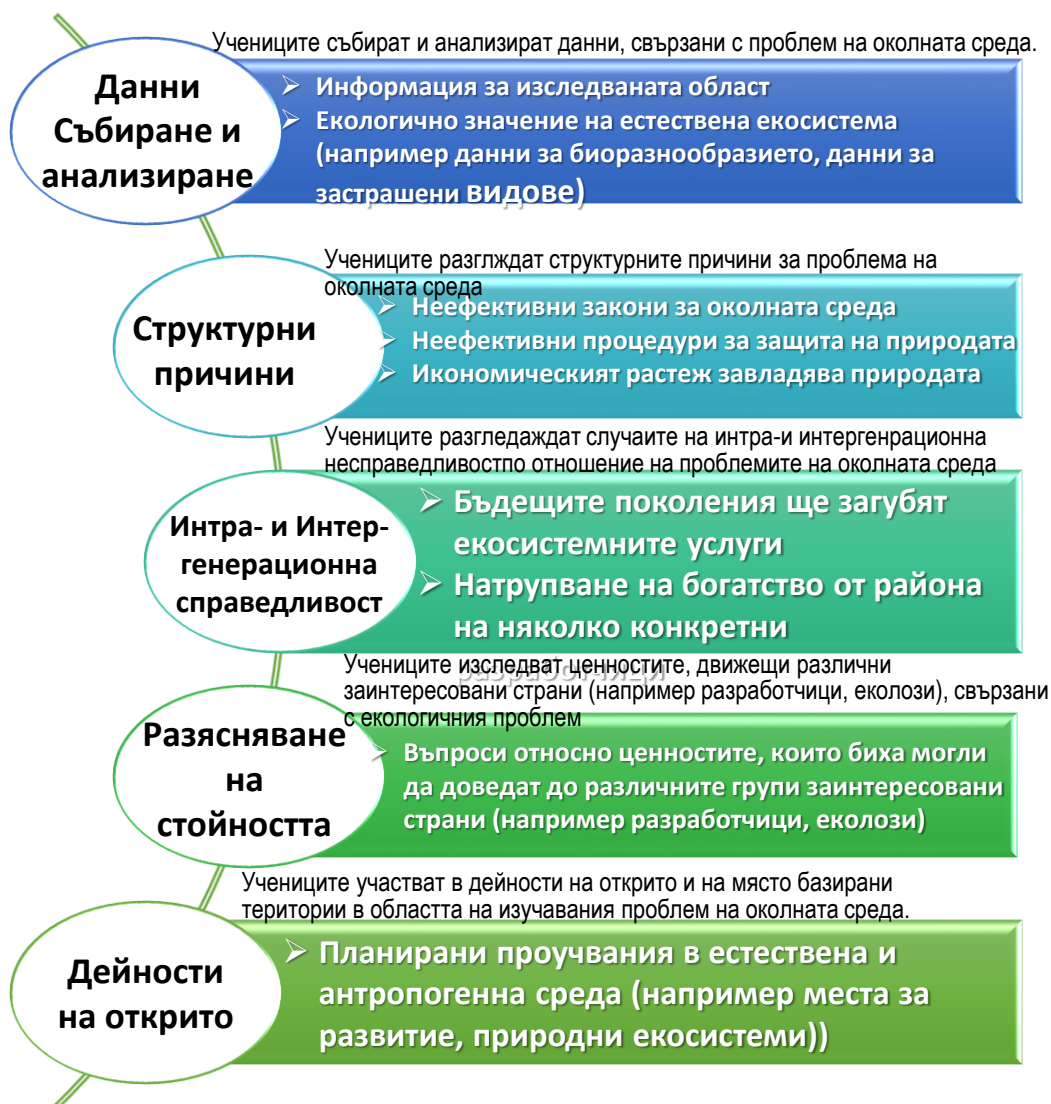 Учениците събират и анализират данни, свързани с проблем на околната среда.
Данни
Събиране и
анализиране
Информация за изследваната област
Екологично значение на естествена екосистема
(например данни за биоразнообразието, данни за
застрашени видове)
Учениците разглждат структурните причини за проблема на
околната среда
Структурни
причини
Неефективни закони за околната среда
Неефективни процедури за защита на природата
Икономическият растеж завладява природата
Учениците разгледаждат случаите на интра-и интергенрационна
несправедливостпо отношение на проблемите на околната среда
Интра- и Интер-
генерационна
справедливост
Бъдещите поколения ще загубят
екосистемните услуги
Натрупване на богатство от района
на няколко конкретни
разработчици
Учениците изследват ценностите, движещи различни
заинтересовани страни (например разработчици, еколози), свързани
с екологичния проблем
Разясняване
на
стойността
Въпроси относно ценностите, които биха могли
да доведат до различните групи заинтересовани
страни (например разработчици, еколози)
Учениците участват в дейности на открито и на място базирани
територии в областта на изучавания проблем на околната среда.
Дейности
на открито
Планирани проучвания в естествена и
антропогенна среда (например места за
развитие, природни екосистеми))